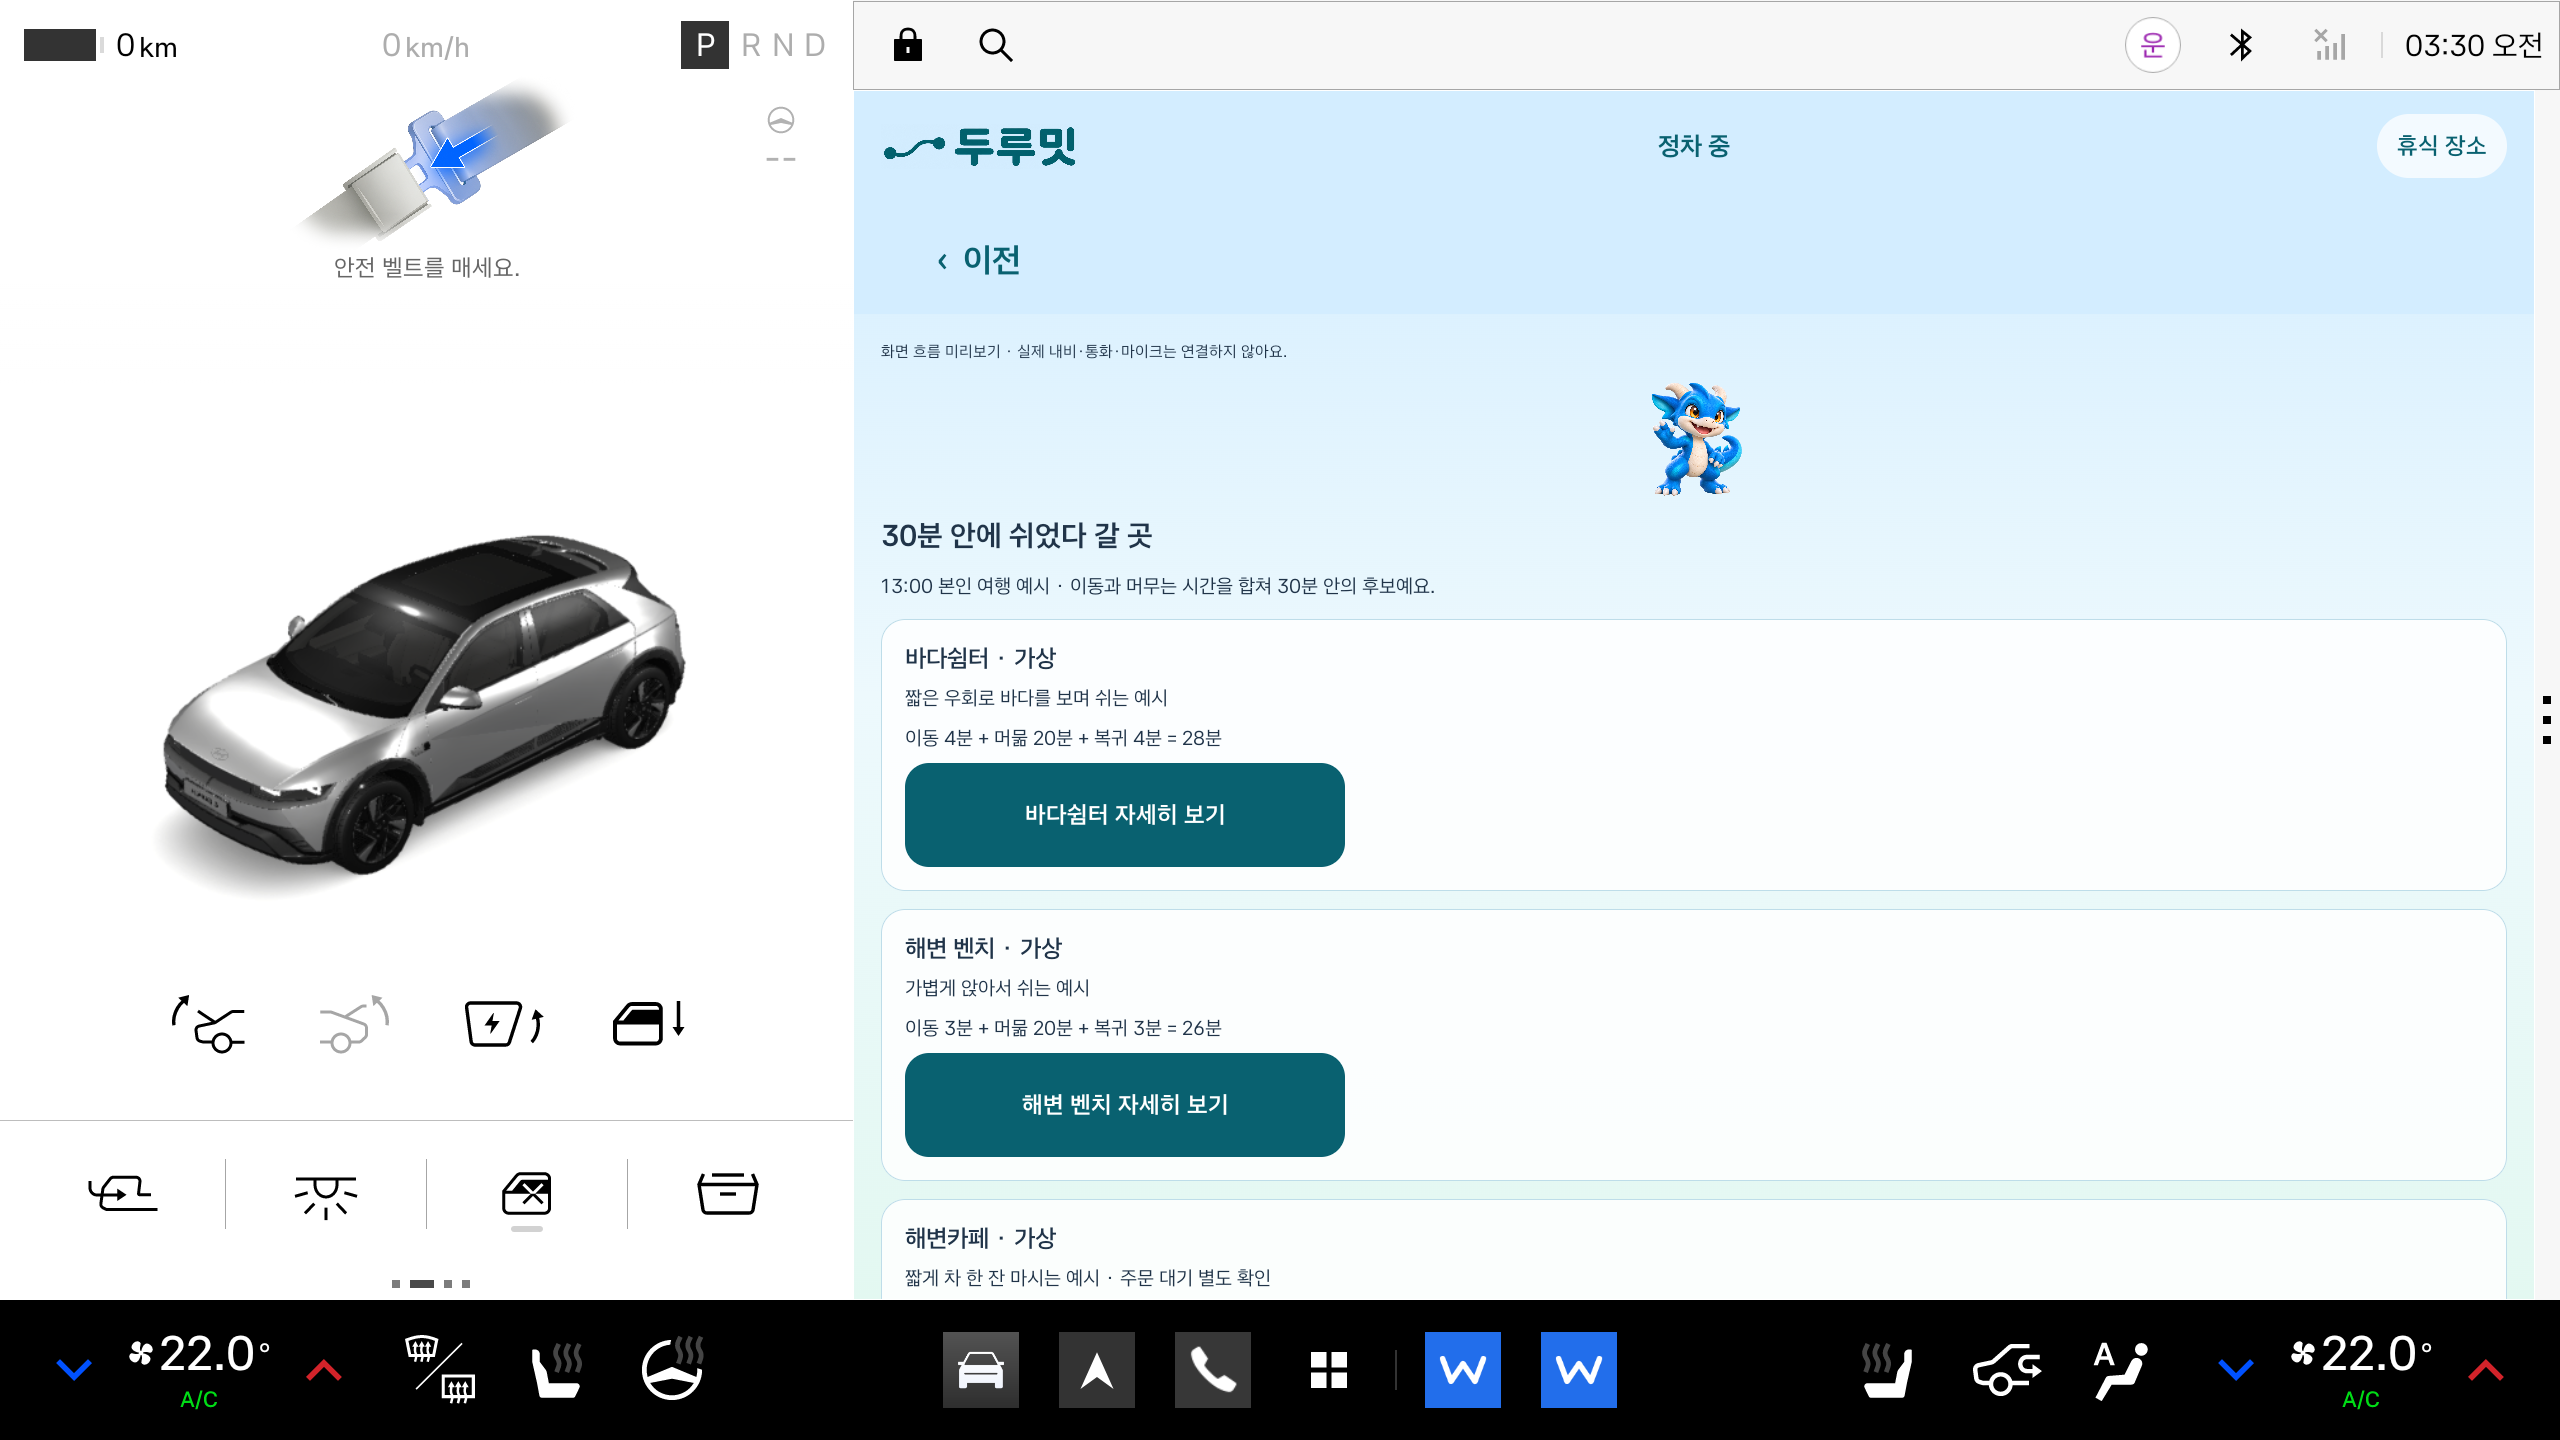 0 km
0 km/h
P R N D
안전 벨트를 매세요.
운
03:30 오전
두루밋
정차 중
휴식 장소
‹ 이전
화면 흐름 미리보기 · 실제 내비·통화·마이크는 연결하지 않아요.
30분 안에 쉬었다 갈 곳
13:00 본인 여행 예시 · 이동과 머무는 시간을 합쳐 30분 안의 후보예요.
바다쉼터 · 가상
짧은 우회로 바다를 보며 쉬는 예시
이동 4분 + 머묾 20분 + 복귀 4분 = 28분
바다쉼터 자세히 보기
해변 벤치 · 가상
가볍게 앉아서 쉬는 예시
이동 3분 + 머묾 20분 + 복귀 3분 = 26분
해변 벤치 자세히 보기
해변카페 · 가상
짧게 차 한 잔 마시는 예시 · 주문 대기 별도 확인
22.0°
A/C
A
22.0°
A/C